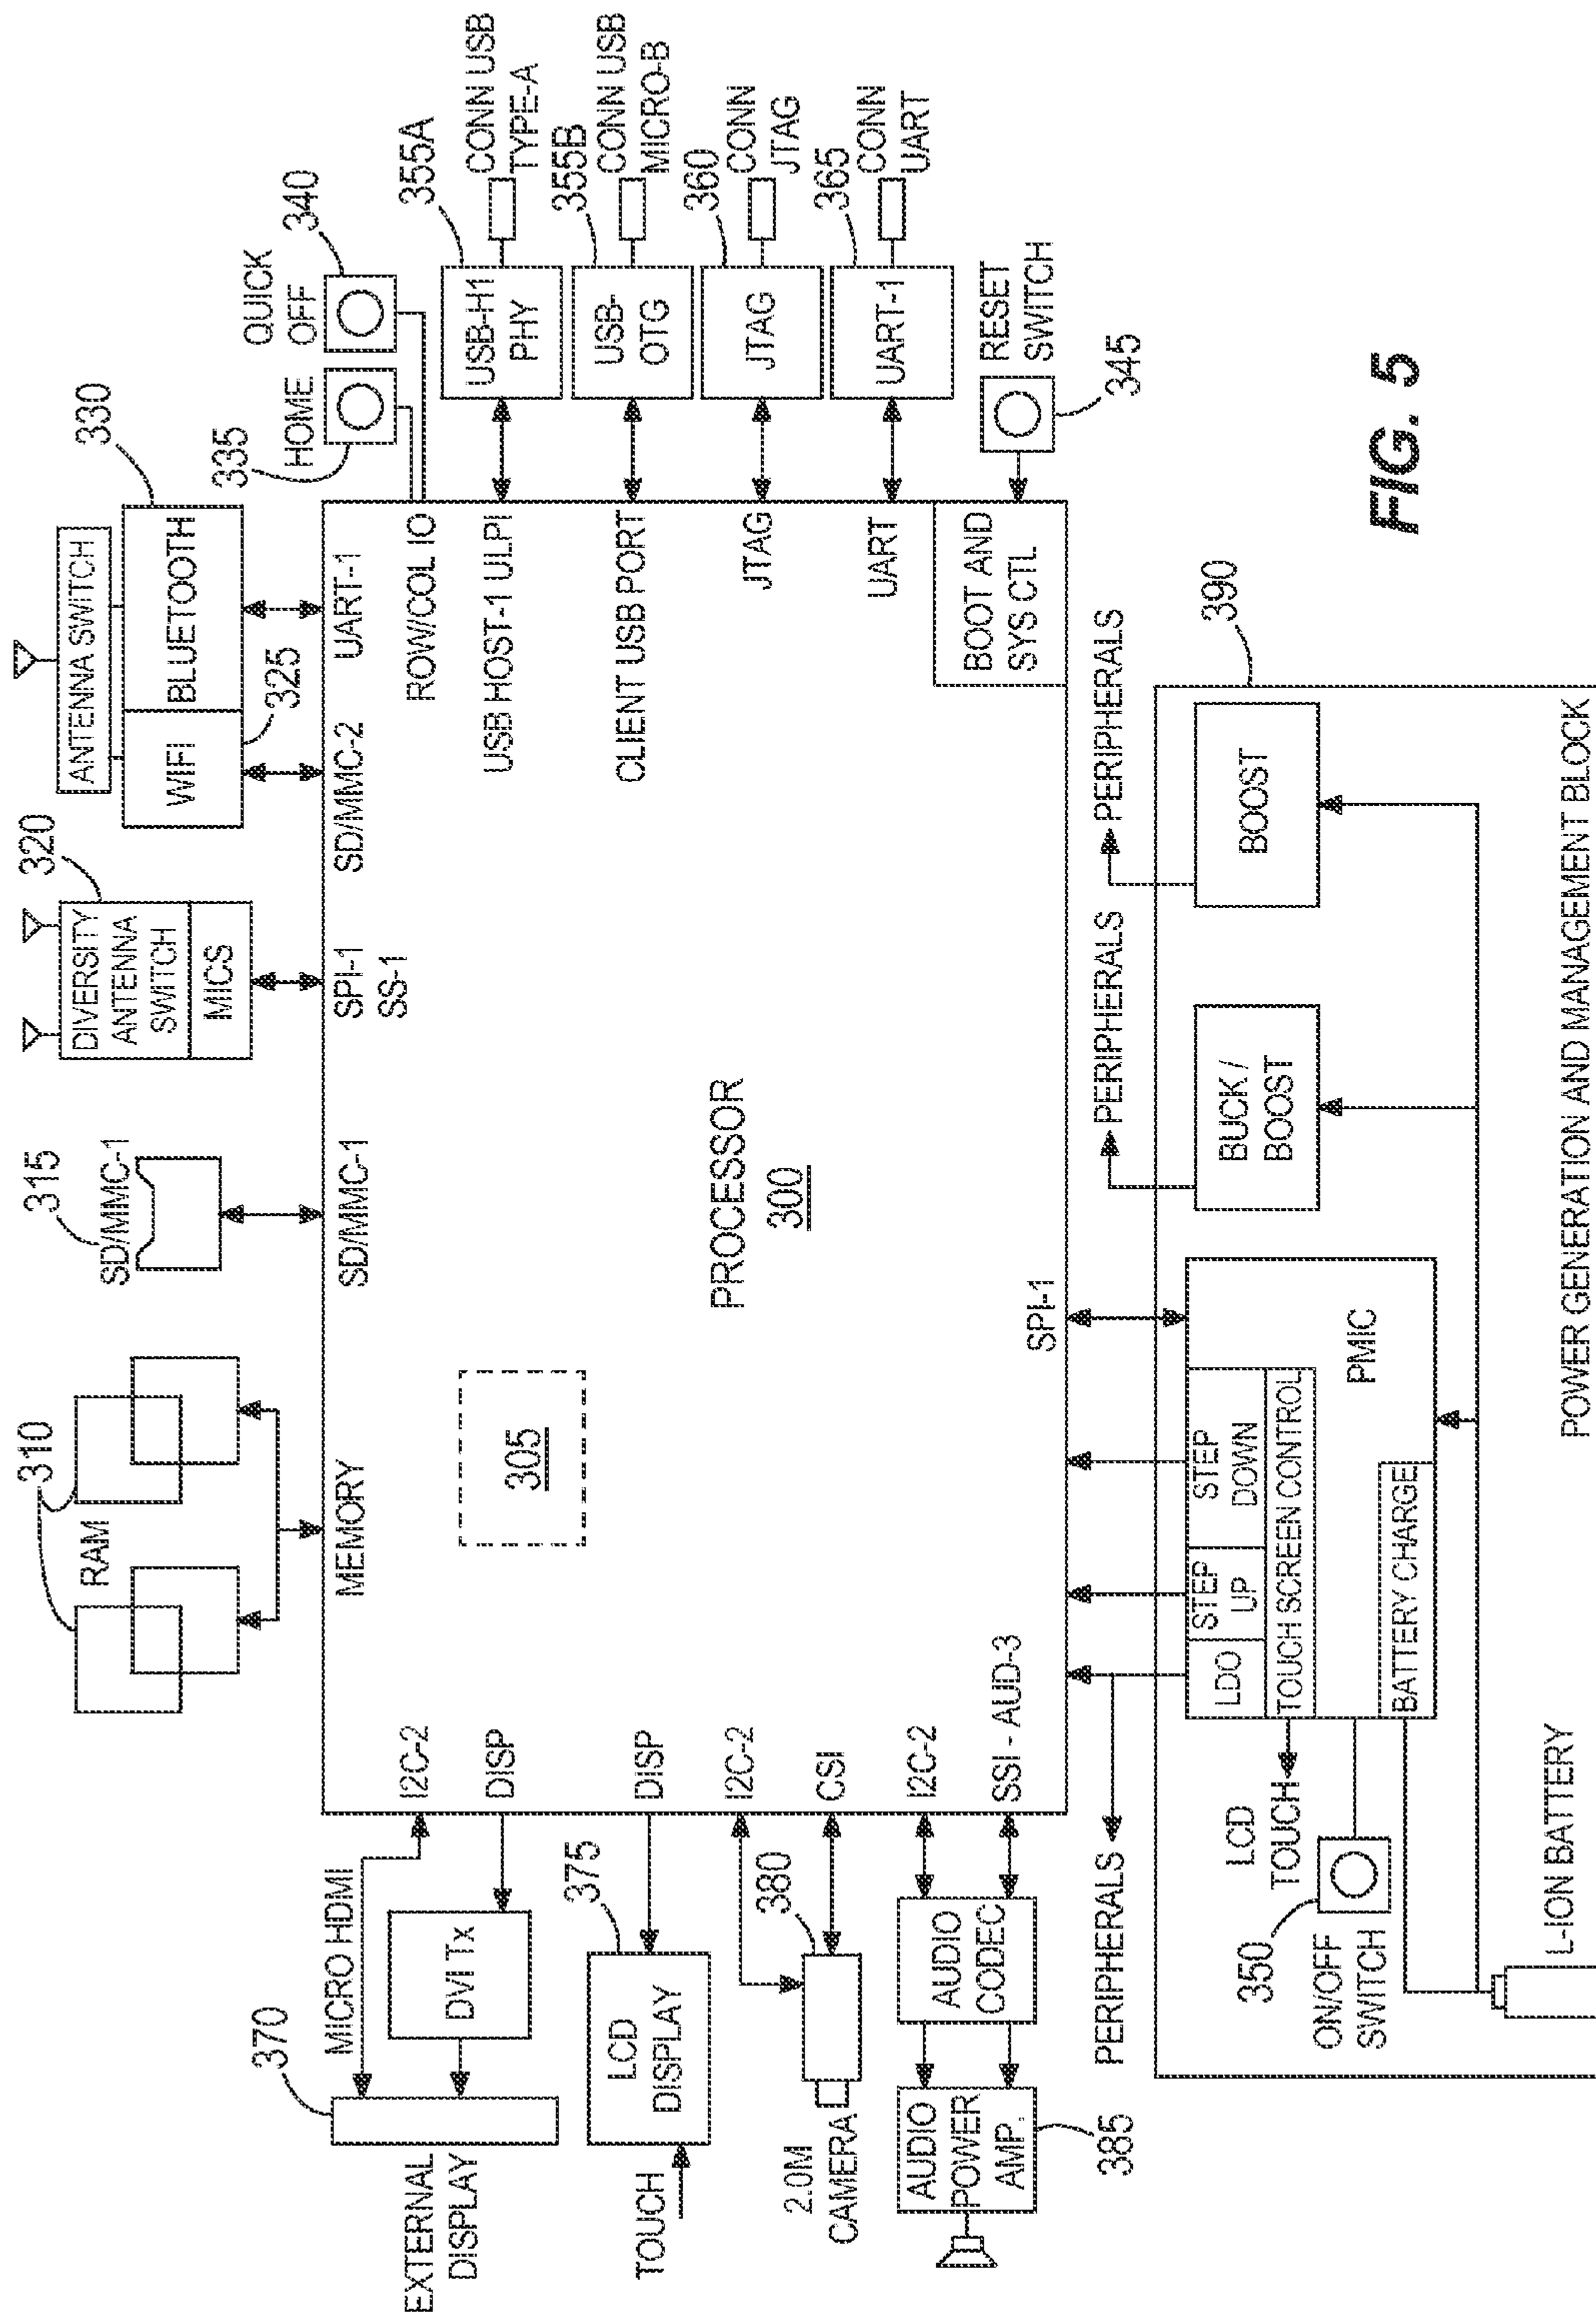 310
RAM
315
SD/MMC-1
320
DIVERSITY
ANTENNA
SWITCH
MICS
ANTENNA SWITCH
WIFI
BLUETOOTH
330
325
335
HOME
QUICK
OFF
340
370
MICRO HDMI
EXTERNAL
DISPLAY
DVI Tx
I2C-2
DISP
MEMORY
SD/MMC-1
SPI-1
SS-1
SD/MMC-2
UART-1
ROW/COL IO
USB HOST-1 ULPI
USB-H1
PHY
355A
CONN USB
TYPE-A
375
LCD
DISPLAY
TOUCH
DISP
305
PROCESSOR
300
CLIENT USB PORT
USB-
OTG
355B
CONN USB
MICRO-B
2.0M
CAMERA
380
I2C-2
CSI
JTAG
JTAG
360
CONN
JTAG
AUDIO
POWER
AMP.
385
AUDIO
CODEC
I2C-2
SSI - AUD-3
SPI-1
UART
UART-1
365
CONN
UART
BOOT AND
SYS CTL
RESET
SWITCH
345
PERIPHERALS
PERIPHERALS
PERIPHERALS
390
LCD
TOUCH
350
ON/OFF
SWITCH
LDO
STEP
UP
STEP
DOWN
TOUCH SCREEN CONTROL
PMIC
BATTERY CHARGE
BUCK /
BOOST
BOOST
L-ION BATTERY
POWER GENERATION AND MANAGEMENT BLOCK
FIG. 5